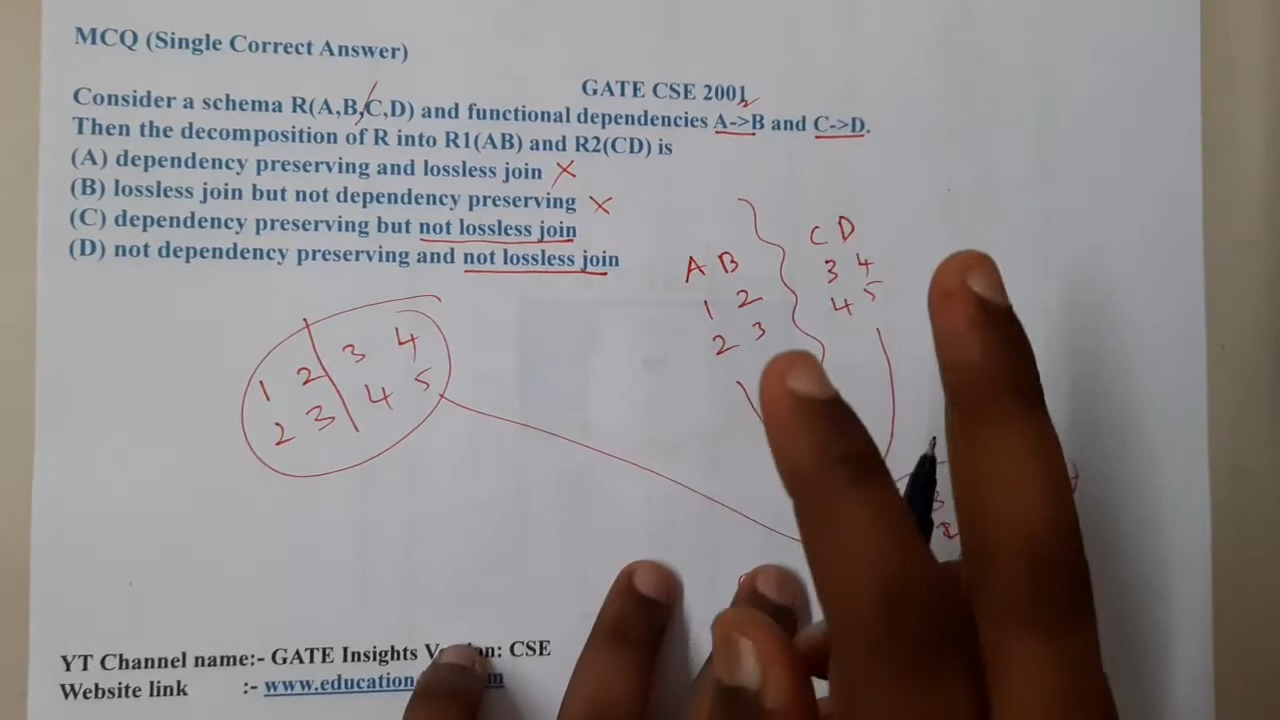 MCQ (Single Correct Answer)
GATE CSE 2001
Consider a schema R(A,B,C,D) and functional dependencies A->B and C->D.
Then the decomposition of R into R1(AB) and R2(CD) is
(A) dependency preserving and lossless join
(B) lossless join but not dependency preserving
(C) dependency preserving but not lossless join
(D) not dependency preserving and not lossless join
C D
A B
3 4
1 2
4 5
2 3
1 2 3 4
2 3 4 5
YT Channel name:- GATE Insights CSE
Website link :- www.education